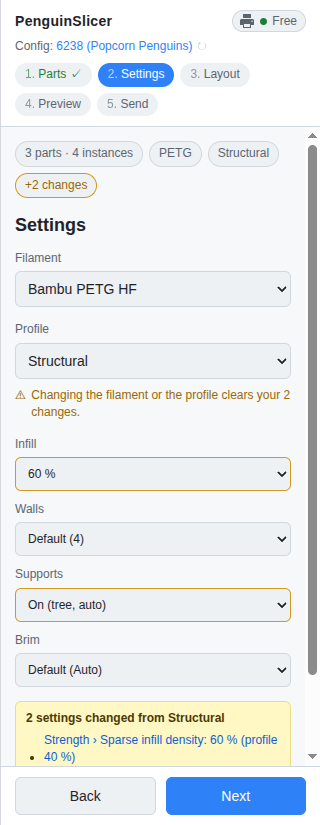 PenguinSlicer
Free
Config: 6238 (Popcorn Penguins)
1. Parts ✓
2. Settings
3. Layout
4. Preview
5. Send
3 parts · 4 instances
PETG
Structural
+2 changes
Settings
Filament
Bambu PETG HF
Profile
Structural
⚠ Changing the filament or the profile clears your 2
changes.
Infill
60 %
Walls
Default (4)
Supports
On (tree, auto)
Brim
Default (Auto)
2 settings changed from Structural
Strength › Sparse infill density: 60 % (profile
40 %)
Back
Next